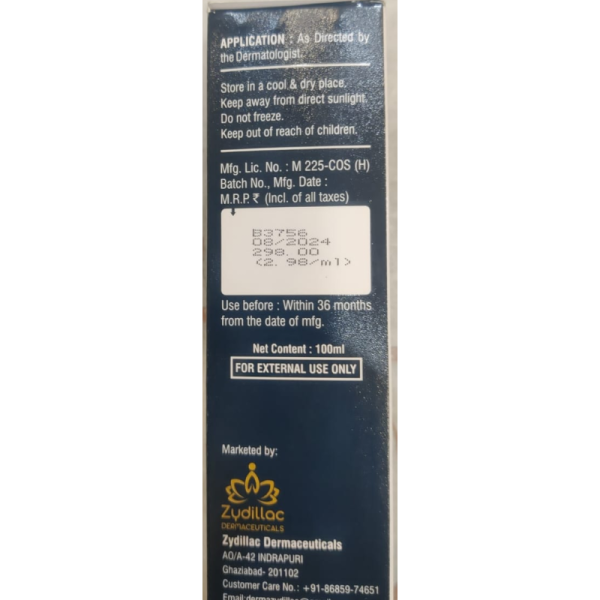 APPLICATION : As Directed by
the Dermatologist.
Store in a cool & dry place.
Keep away from direct sunlight.
Do not freeze.
Keep out of reach of children.
Mfg. Lic. No. : M 225-COS (H)
Batch No., Mfg. Date :
M.R.P. ₹ (Incl. of all taxes)
B3756
08/2024
298.00
(2.98/ml)
Use before : Within 36 months
from the date of mfg.
Net Content : 100ml
FOR EXTERNAL USE ONLY
Marketed by:
Zydillac
DERMACEUTICALS
Zydillac Dermaceuticals
AO/A-42 INDRAPURI
Ghaziabad- 201102
Customer Care No.: +91-86859-74651